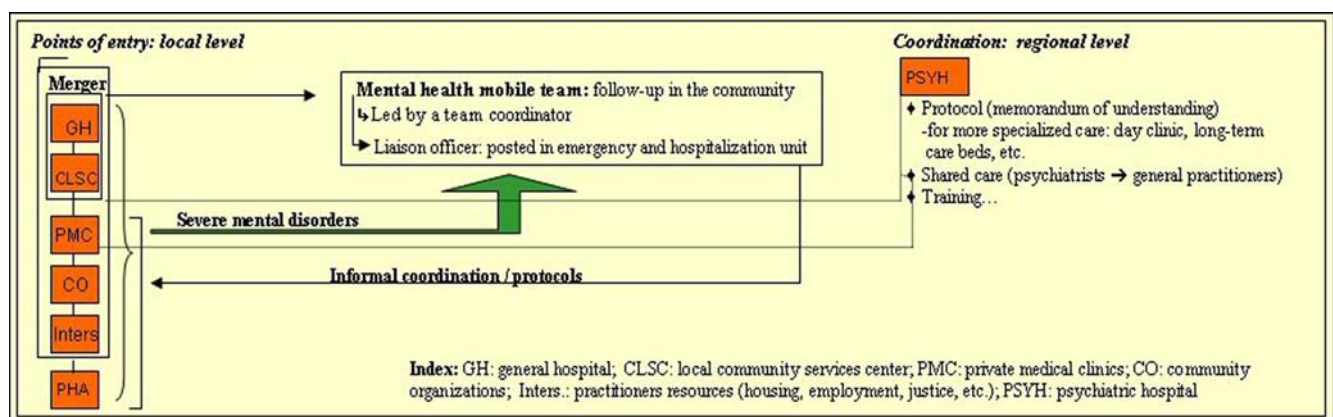 Points of entry: local level
Coordination: regional level
Merger
GH
CLSC
PMC
CO
Inters
PHA
Mental health mobile team: follow-up in the community
Led by a team coordinator
Liaison officer: posted in emergency and hospitalization unit
Severe mental disorders
Informal coordination / protocols
PSYH
Protocol (memorandum of understanding)
-for more specialized care: day clinic, long-term
care beds, etc.
Shared care (psychiatrists → general practitioners)
Training…
Index: GH: general hospital; CLSC: local community services center; PMC: private medical clinics; CO: community
organizations; Inters.: practitioners resources (housing, employment, justice, etc.); PSYH: psychiatric hospital